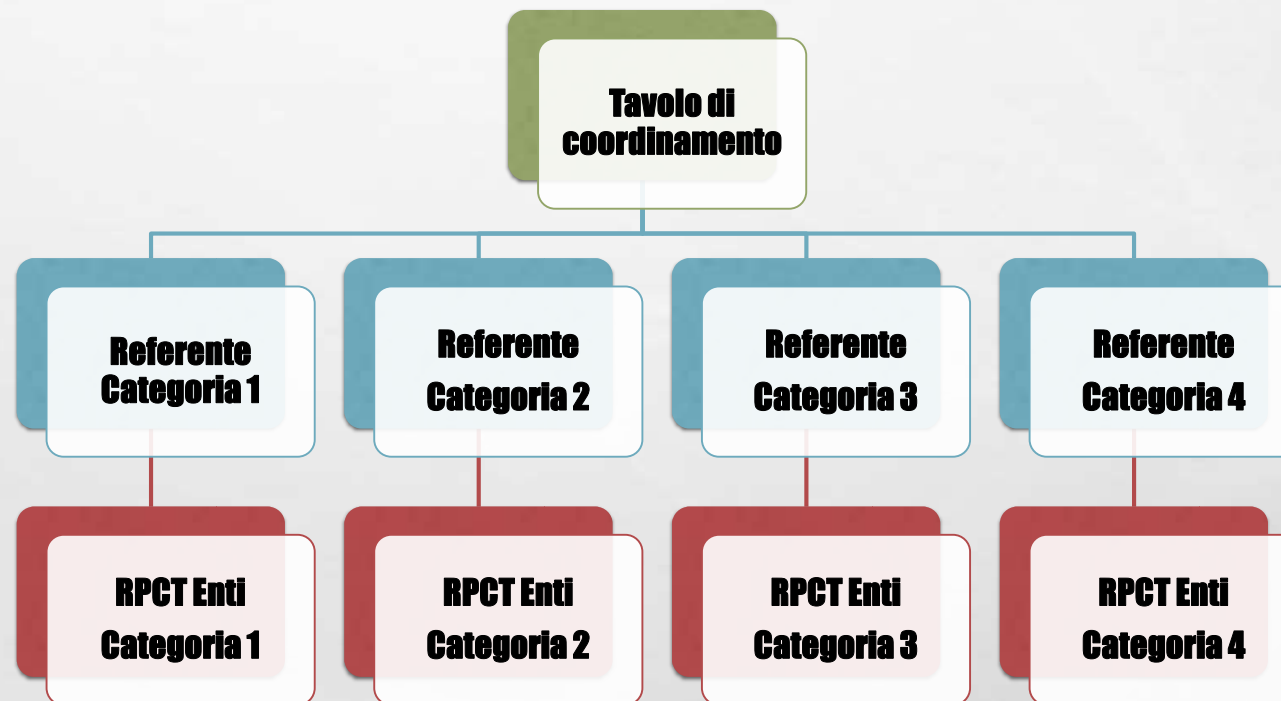 Tavolo di
coordinamento
Referente
Categoria 1
Referente
Categoria 2
Referente
Categoria 3
Referente
Categoria 4
RPCT Enti
Categoria 1
RPCT Enti
Categoria 2
RPCT Enti
Categoria 3
RPCT Enti
Categoria 4